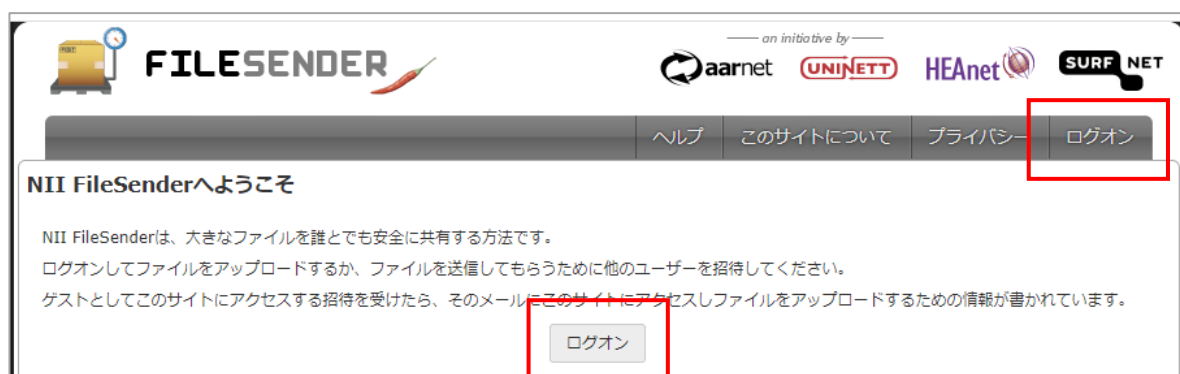 FILESENDER
an initiative by
aarnet UNINETT HEAnet SURF NET
ヘルプ このサイトについて プライバシー ログオン
NII FileSenderへようこそ
NII FileSenderは、大きなファイルを誰とでも安全に共有する方法です。
ログオンしてファイルをアップロードするか、ファイルを送信してもらうために他のユーザーを招待してください。
ゲストとしてこのサイトにアクセスする招待を受けたら、そのメールにこのサイトにアクセスしファイルをアップロードするための情報が書かれています。
ログオン